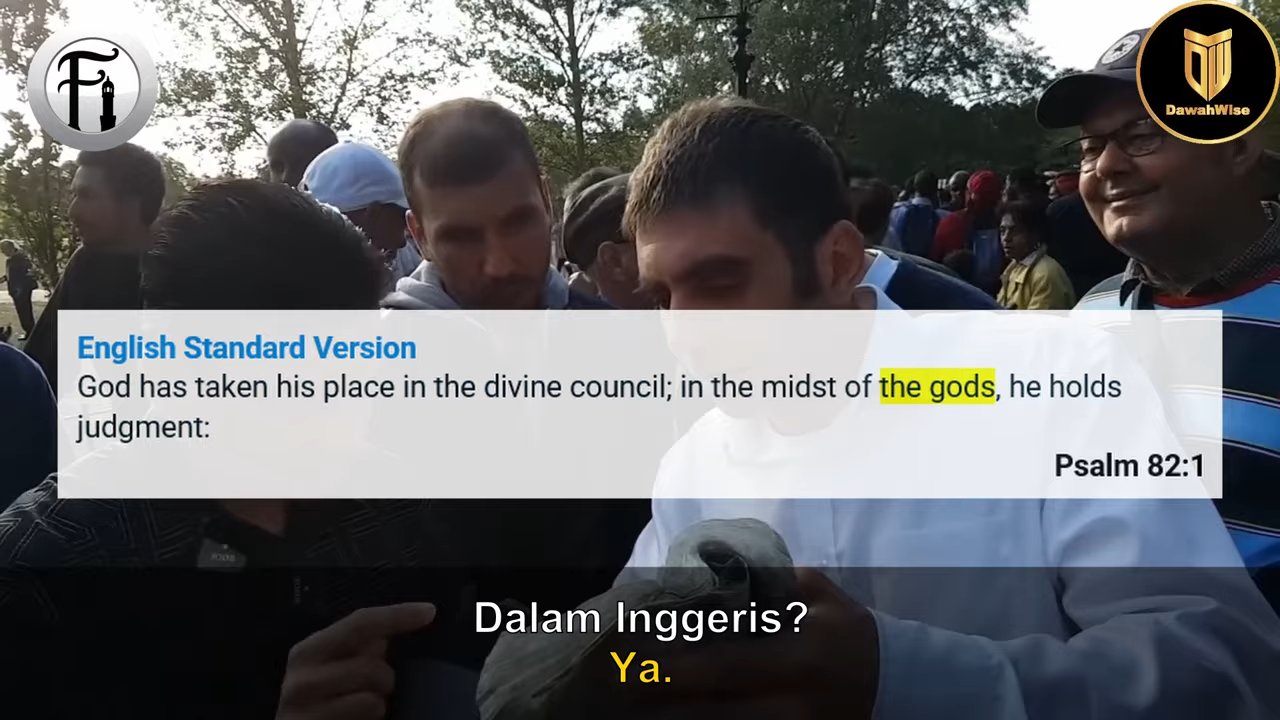 Fi
DawahWise
English Standard Version
God has taken his place in the divine council; in the midst of the gods, he holds
judgment:
Psalm 82:1
Dalam Inggeris?
Ya.